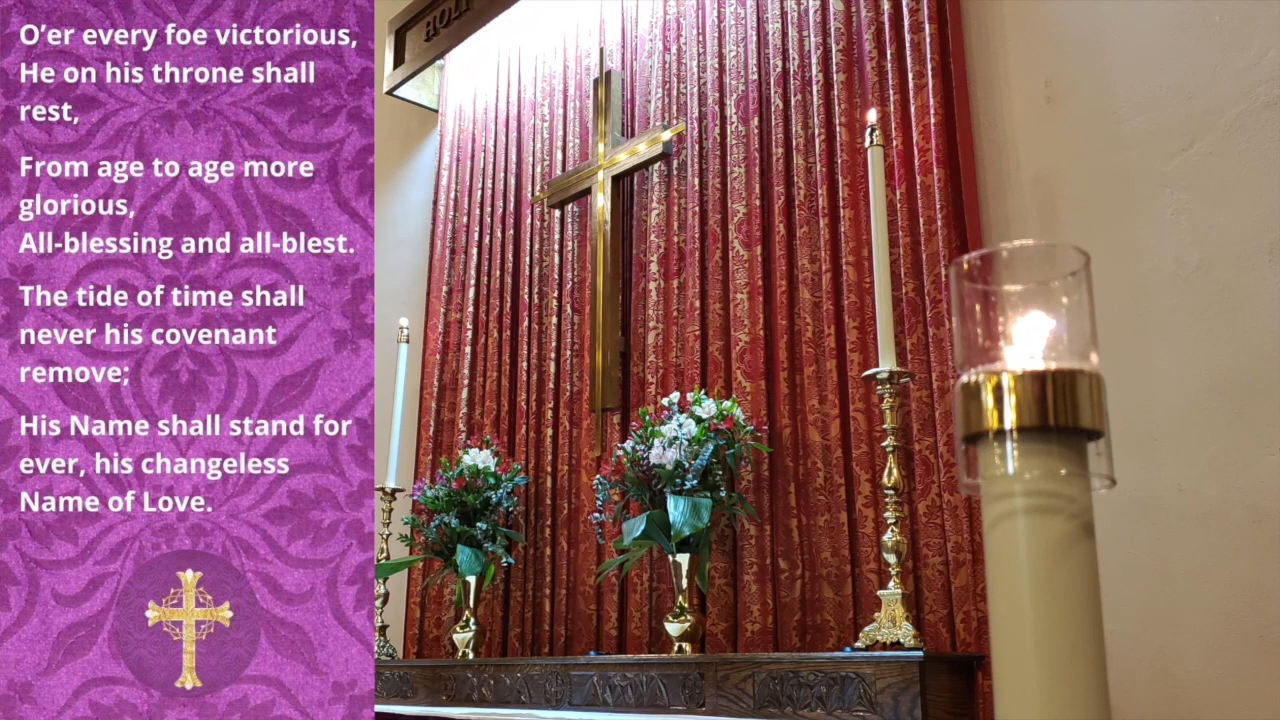 O’er every foe victorious,
He on his throne shall
rest,
From age to age more
glorious,
All-blessing and all-blest.
The tide of time shall
never his covenant
remove;
His Name shall stand for
ever, his changeless
Name of Love.
HOLY